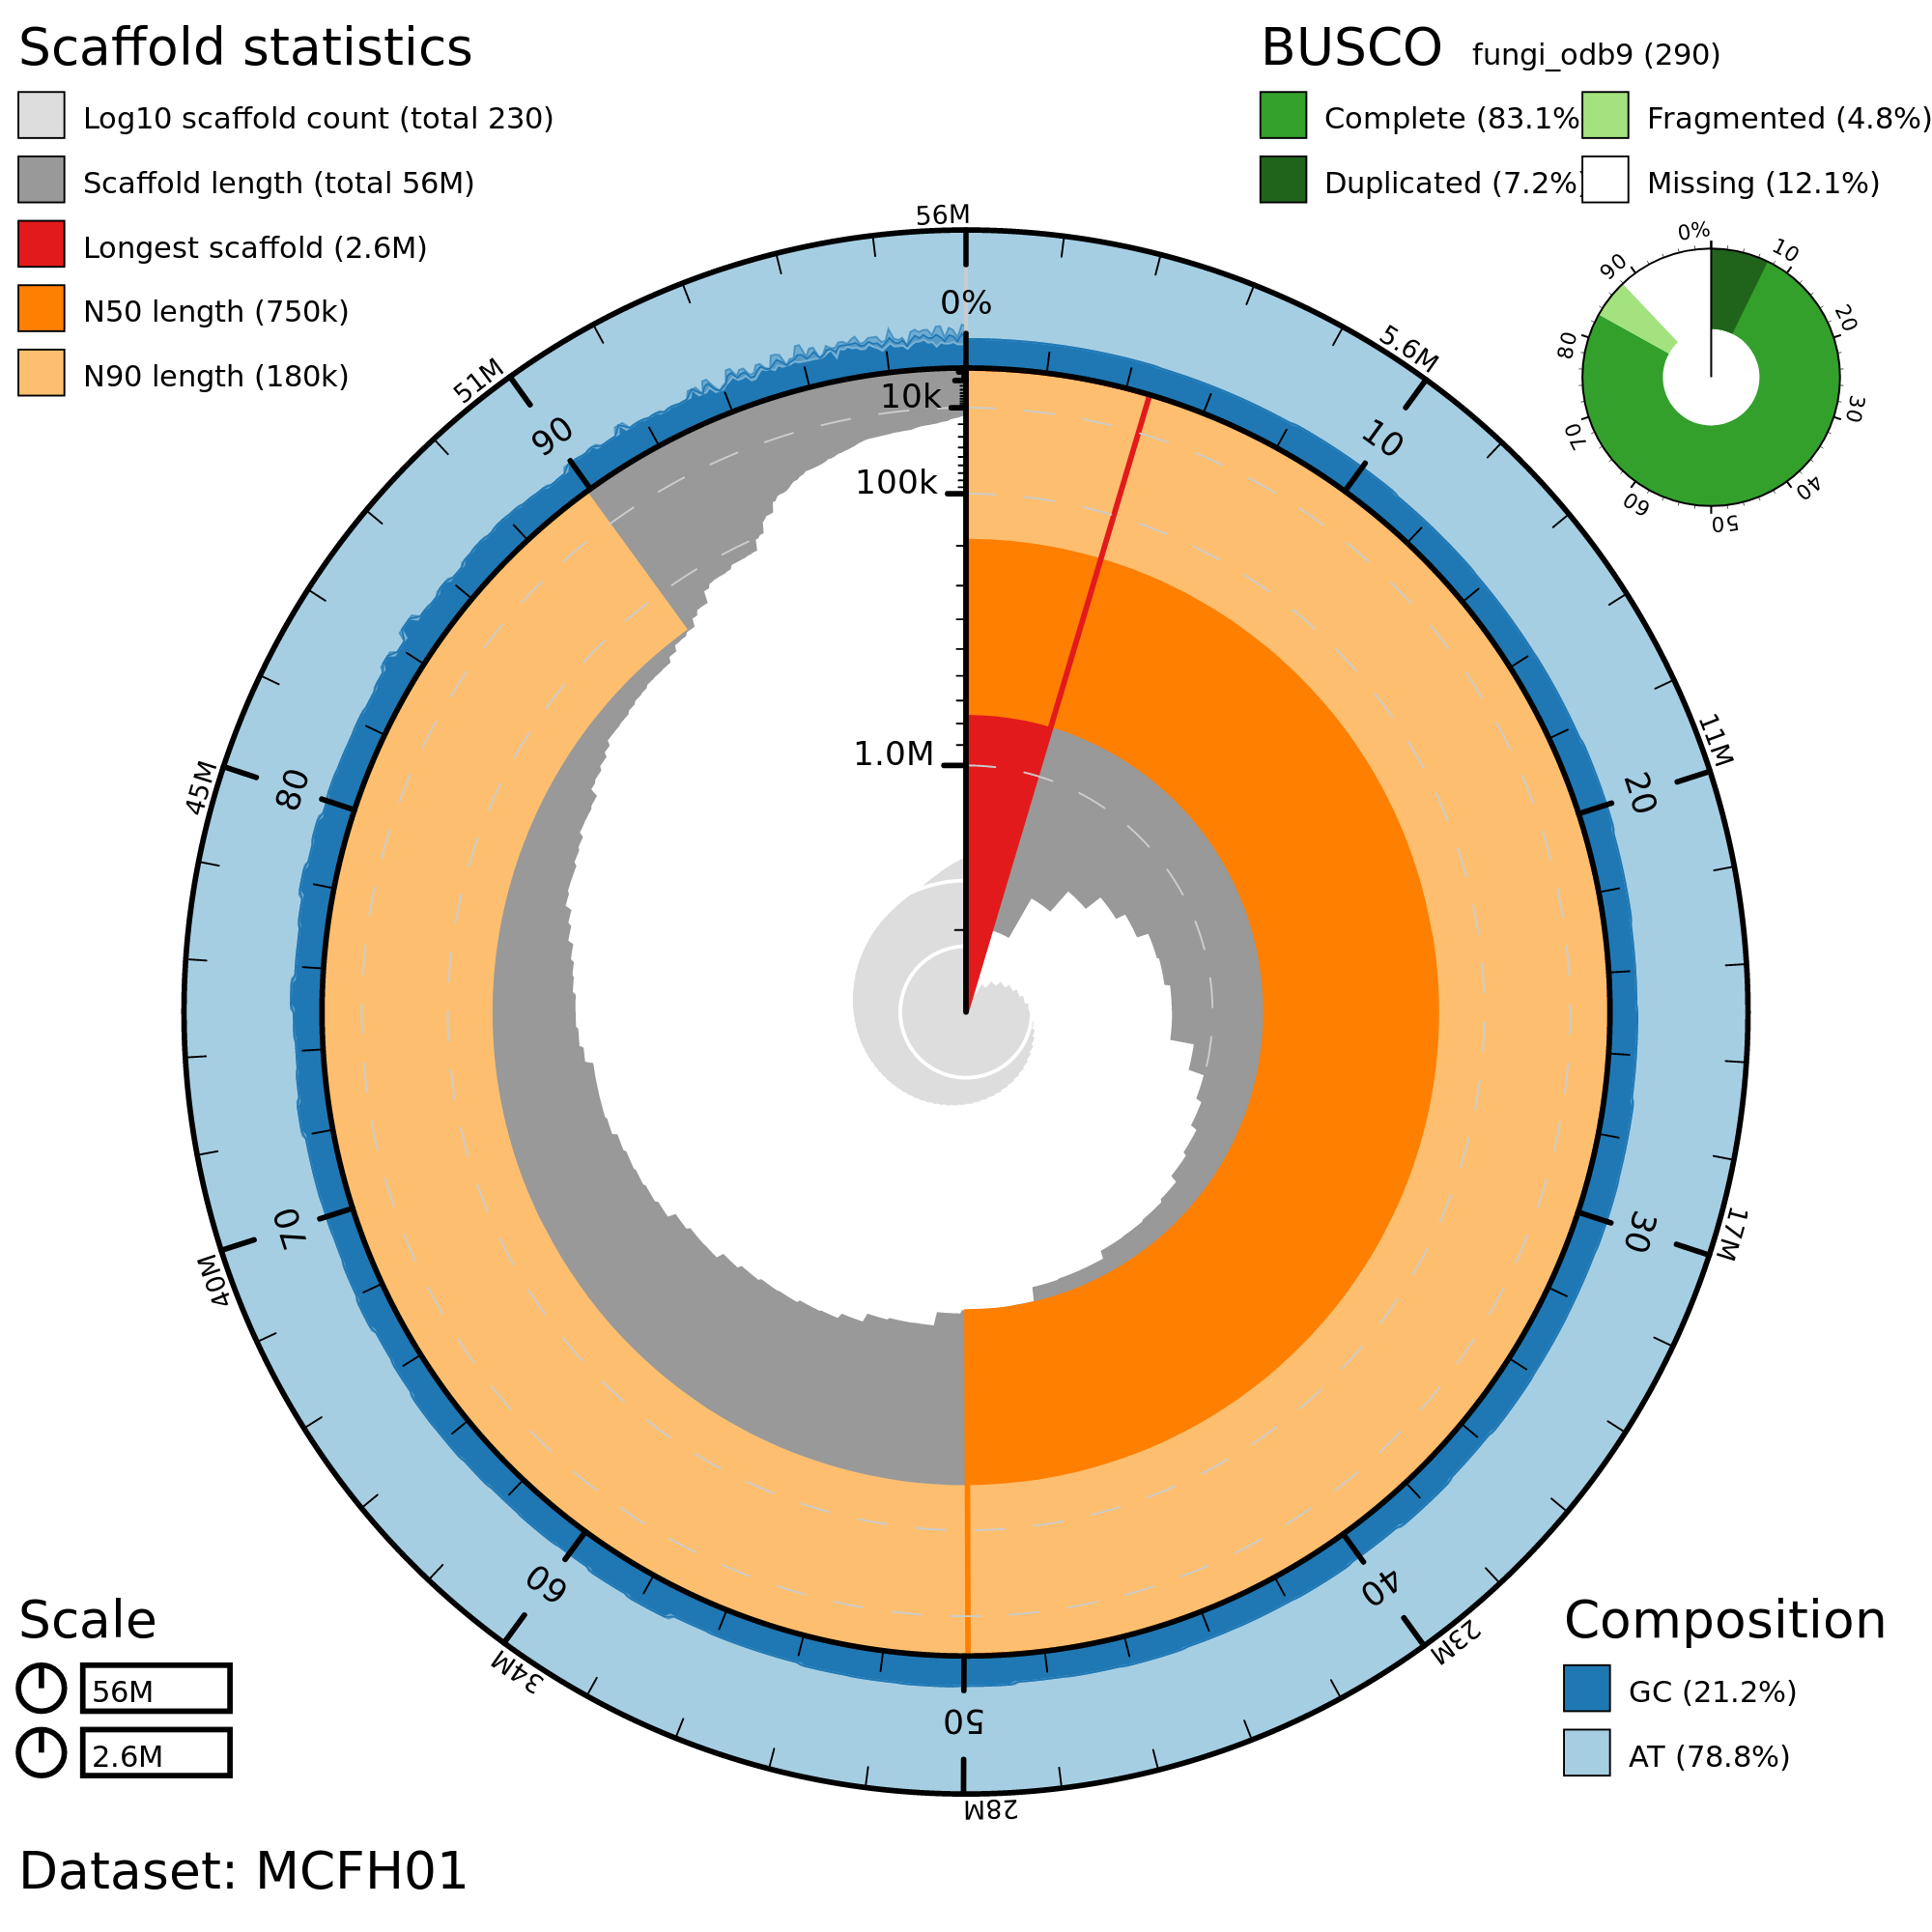 Scaffold statistics
Log10 scaffold count (total 230)
Scaffold length (total 56M)
Longest scaffold (2.6M)
N50 length (750k)
N90 length (180k)
BUSCO fungi_odb9 (290)
Complete (83.1%
Fragmented (4.8%)
Duplicated (7.2%)
Missing (12.1%)
0%
10
20
30
40
50
60
70
80
90
56M
5.6M
11M
17M
23M
28M
34M
40M
45M
51M
0%
10
20
30
40
50
60
70
80
90
10k
100k
1.0M
Scale
56M
2.6M
Composition
GC (21.2%)
AT (78.8%)
Dataset: MCFH01